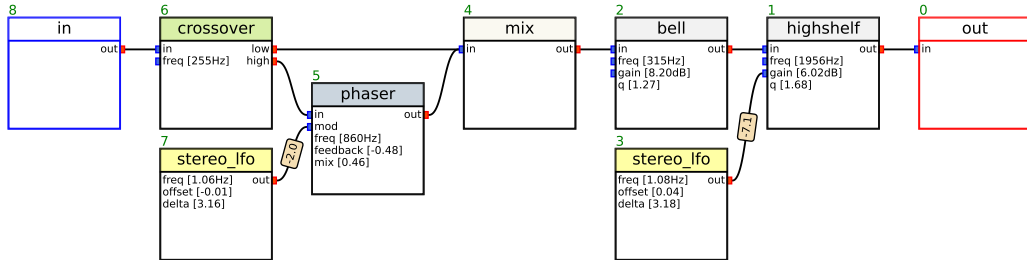 8
in
out
6
crossover
in
low
freq [255Hz]
high
5
phaser
in
out
mod
freq [860Hz]
feedback [-0.48]
mix [0.46]
7
stereo_lfo
freq [1.06Hz]
out
offset [-0.01]
delta [3.16]
-2.0
4
mix
in
out
2
bell
in
out
freq [315Hz]
gain [8.20dB]
q [1.27]
3
stereo_lfo
freq [1.08Hz]
out
offset [0.04]
delta [3.18]
-7.1
1
highshelf
in
out
freq [1956Hz]
gain [6.02dB]
q [1.68]
0
out
in